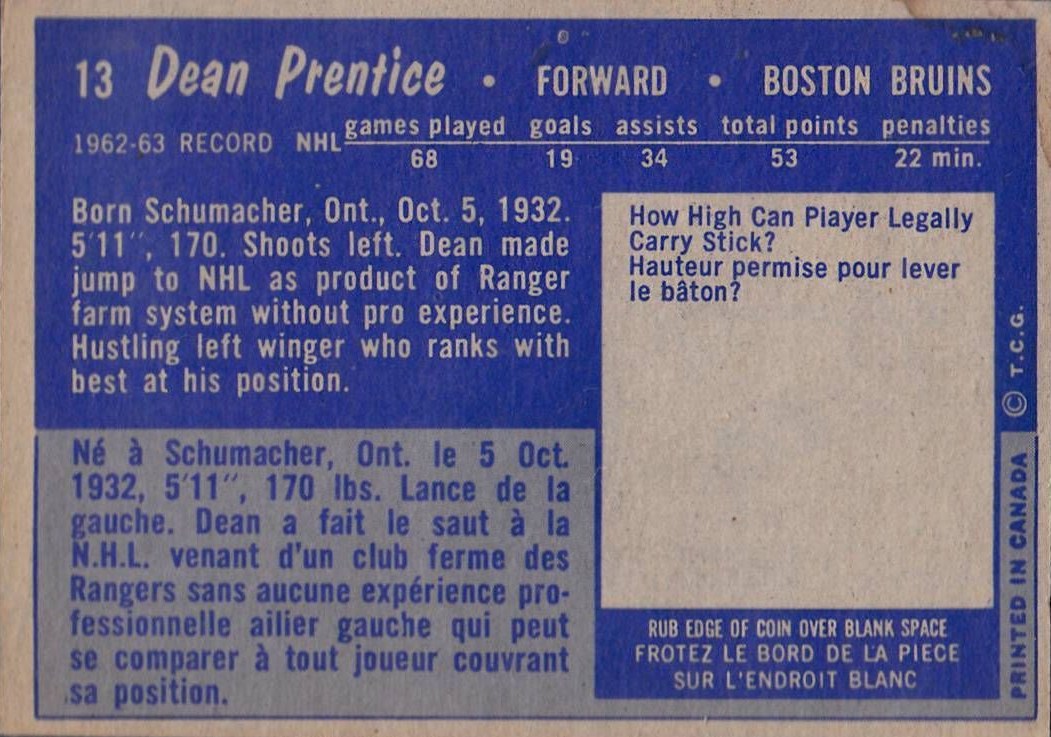 13 Dean Prentice • FORWARD • BOSTON BRUINS
1962-63 RECORD NHL games played goals assists total points penalties
68 19 34 53 22 min.
Born Schumacher, Ont., Oct. 5, 1932.
5'11", 170. Shoots left. Dean made
jump to NHL as product of Ranger
farm system without pro experience.
Hustling left winger who ranks with
best at his position.
Né à Schumacher, Ont. le 5 Oct.
1932, 5'11", 170 lbs. Lance de la
gauche. Dean a fait le saut à la
N.H.L. venant d'un club ferme des
Rangers sans aucune expérience pro-
fessionnelle ailier gauche qui peut
se comparer à tout joueur couvrant
sa position.
How High Can Player Legally
Carry Stick?
Hauteur permise pour lever
le bâton?
RUB EDGE OF COIN OVER BLANK SPACE
FROTEZ LE BORD DE LA PIECE
SUR L'ENDROIT BLANC
PRINTED IN CANADA © T.C.G.